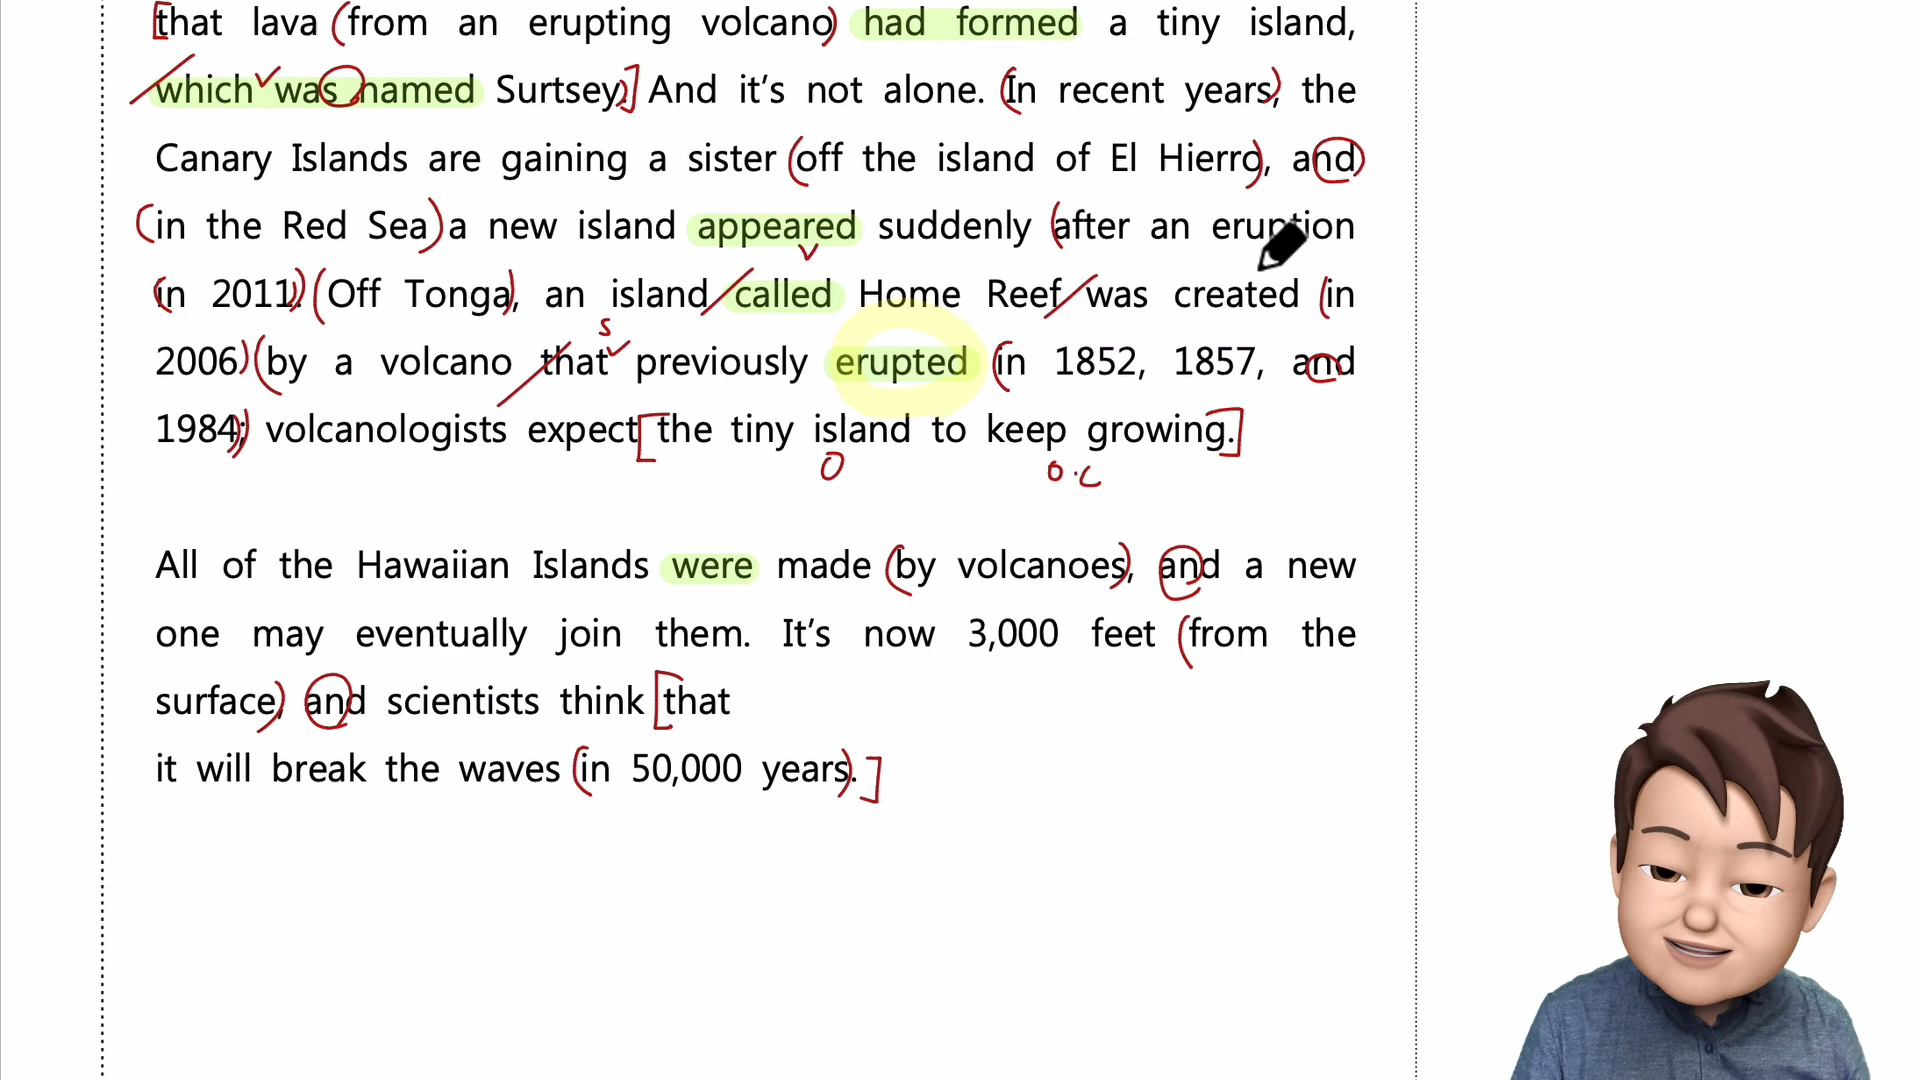 that lava (from an erupting volcano) had formed a tiny island,
which was named Surtsey. And it's not alone. In recent years, the
Canary Islands are gaining a sister off the island of El Hierro, and
in the Red Sea a new island appeared suddenly after an eruption
in 2011. Off Tonga, an island called Home Reef was created in
s
2006 by a volcano that previously erupted in 1852, 1857, and
1984; volcanologists expect the tiny island to keep growing.
O O.C
All of the Hawaiian Islands were made by volcanoes, and a new
one may eventually join them. It's now 3,000 feet from the
surface, and scientists think that
it will break the waves in 50,000 years.